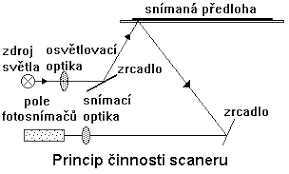 snímaná předloha
zdroj
světla
osvětlovací
optika
zrcadlo
zrcadlo
pole
fotosnímačů
snímací
optika
Princip činnosti scaneru